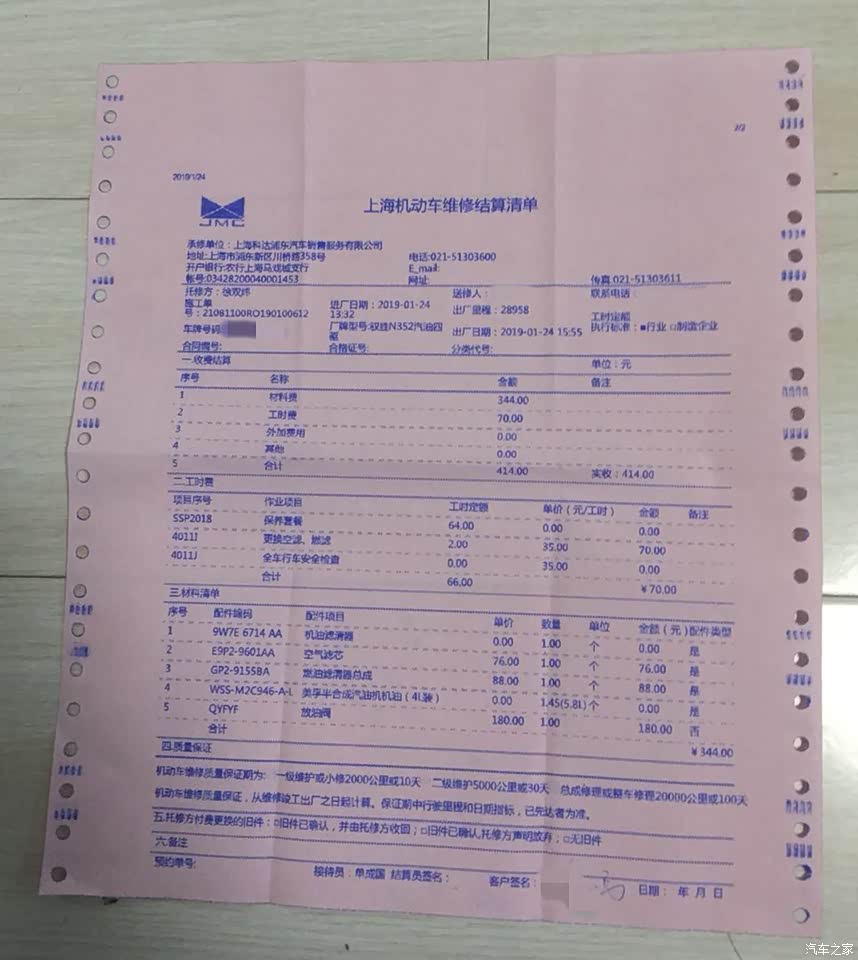 2/2
2019/1/24
JMC
上海机动车维修结算清单
承修单位：上海科达浦东汽车销售服务有限公司
地址:上海市浦东新区川桥路358号 电话:021-51303600
开户银行:农行上海马戏城支行 E_mail:
帐号:03428200040001453 网址: 传真:021-51303611
托修方：徐双炜 送修人： 联系电话：
施工单号：21081100RO190100612 进厂日期：2019-01-24 13:32 出厂里程：28958 工时定额
车牌号码 厂牌型号:驭胜N352汽油四驱 出厂日期：2019-01-24 15:55 执行标准：■行业 □制造企业
合同编号: 合格证号: 分类代号:
一.收费结算 单位：元
序号 名称 金额 备注
1 材料费 344.00
2 工时费 70.00
3 外加费用 0.00
4 其他 0.00
5 合计 414.00 实收：414.00
二.工时费
项目序号 作业项目 工时定额 单价（元/工时） 金额 备注
SSP2018 保养套餐 64.00 0.00 0.00
4011J 更换空滤、燃滤 2.00 35.00 70.00
4011J 全车行车安全检查 0.00 35.00 0.00
合计 66.00 ￥70.00
三.材料清单
序号 配件编码 配件项目 单价 数量 单位 金额（元）配件类型
1 9W7E 6714 AA 机油滤清器 0.00 1.00 个 0.00 是
2 E9P2-9601AA 空气滤芯 76.00 1.00 个 76.00 是
3 GP2-9155BA 燃油滤清器总成 88.00 1.00 个 88.00 是
4 WSS-M2C946-A-L 美孚半合成汽油机机油（4L装） 0.00 1.45(5.8L) 个 0.00 是
5 QYFYF 放油阀 180.00 1.00 180.00 否
合计 ￥344.00
四.质量保证
机动车维修质量保证期为: 一级维护或小修2000公里或10天 二级维护5000公里或30天 总成修理或整车修理20000公里或100天
机动车维修质量保证，从维修竣工出厂之日起计算。保证期中行驶里程和日期指标，已先达者为准。
五.托修方付费更换的旧件：□旧件已确认，并由托修方收回；□旧件已确认,托修方声明放弃；□无旧件
六.备注
预约单号: 接待员：单成国 结算员签名： 客户签名： 日期： 年 月 日
汽车之家